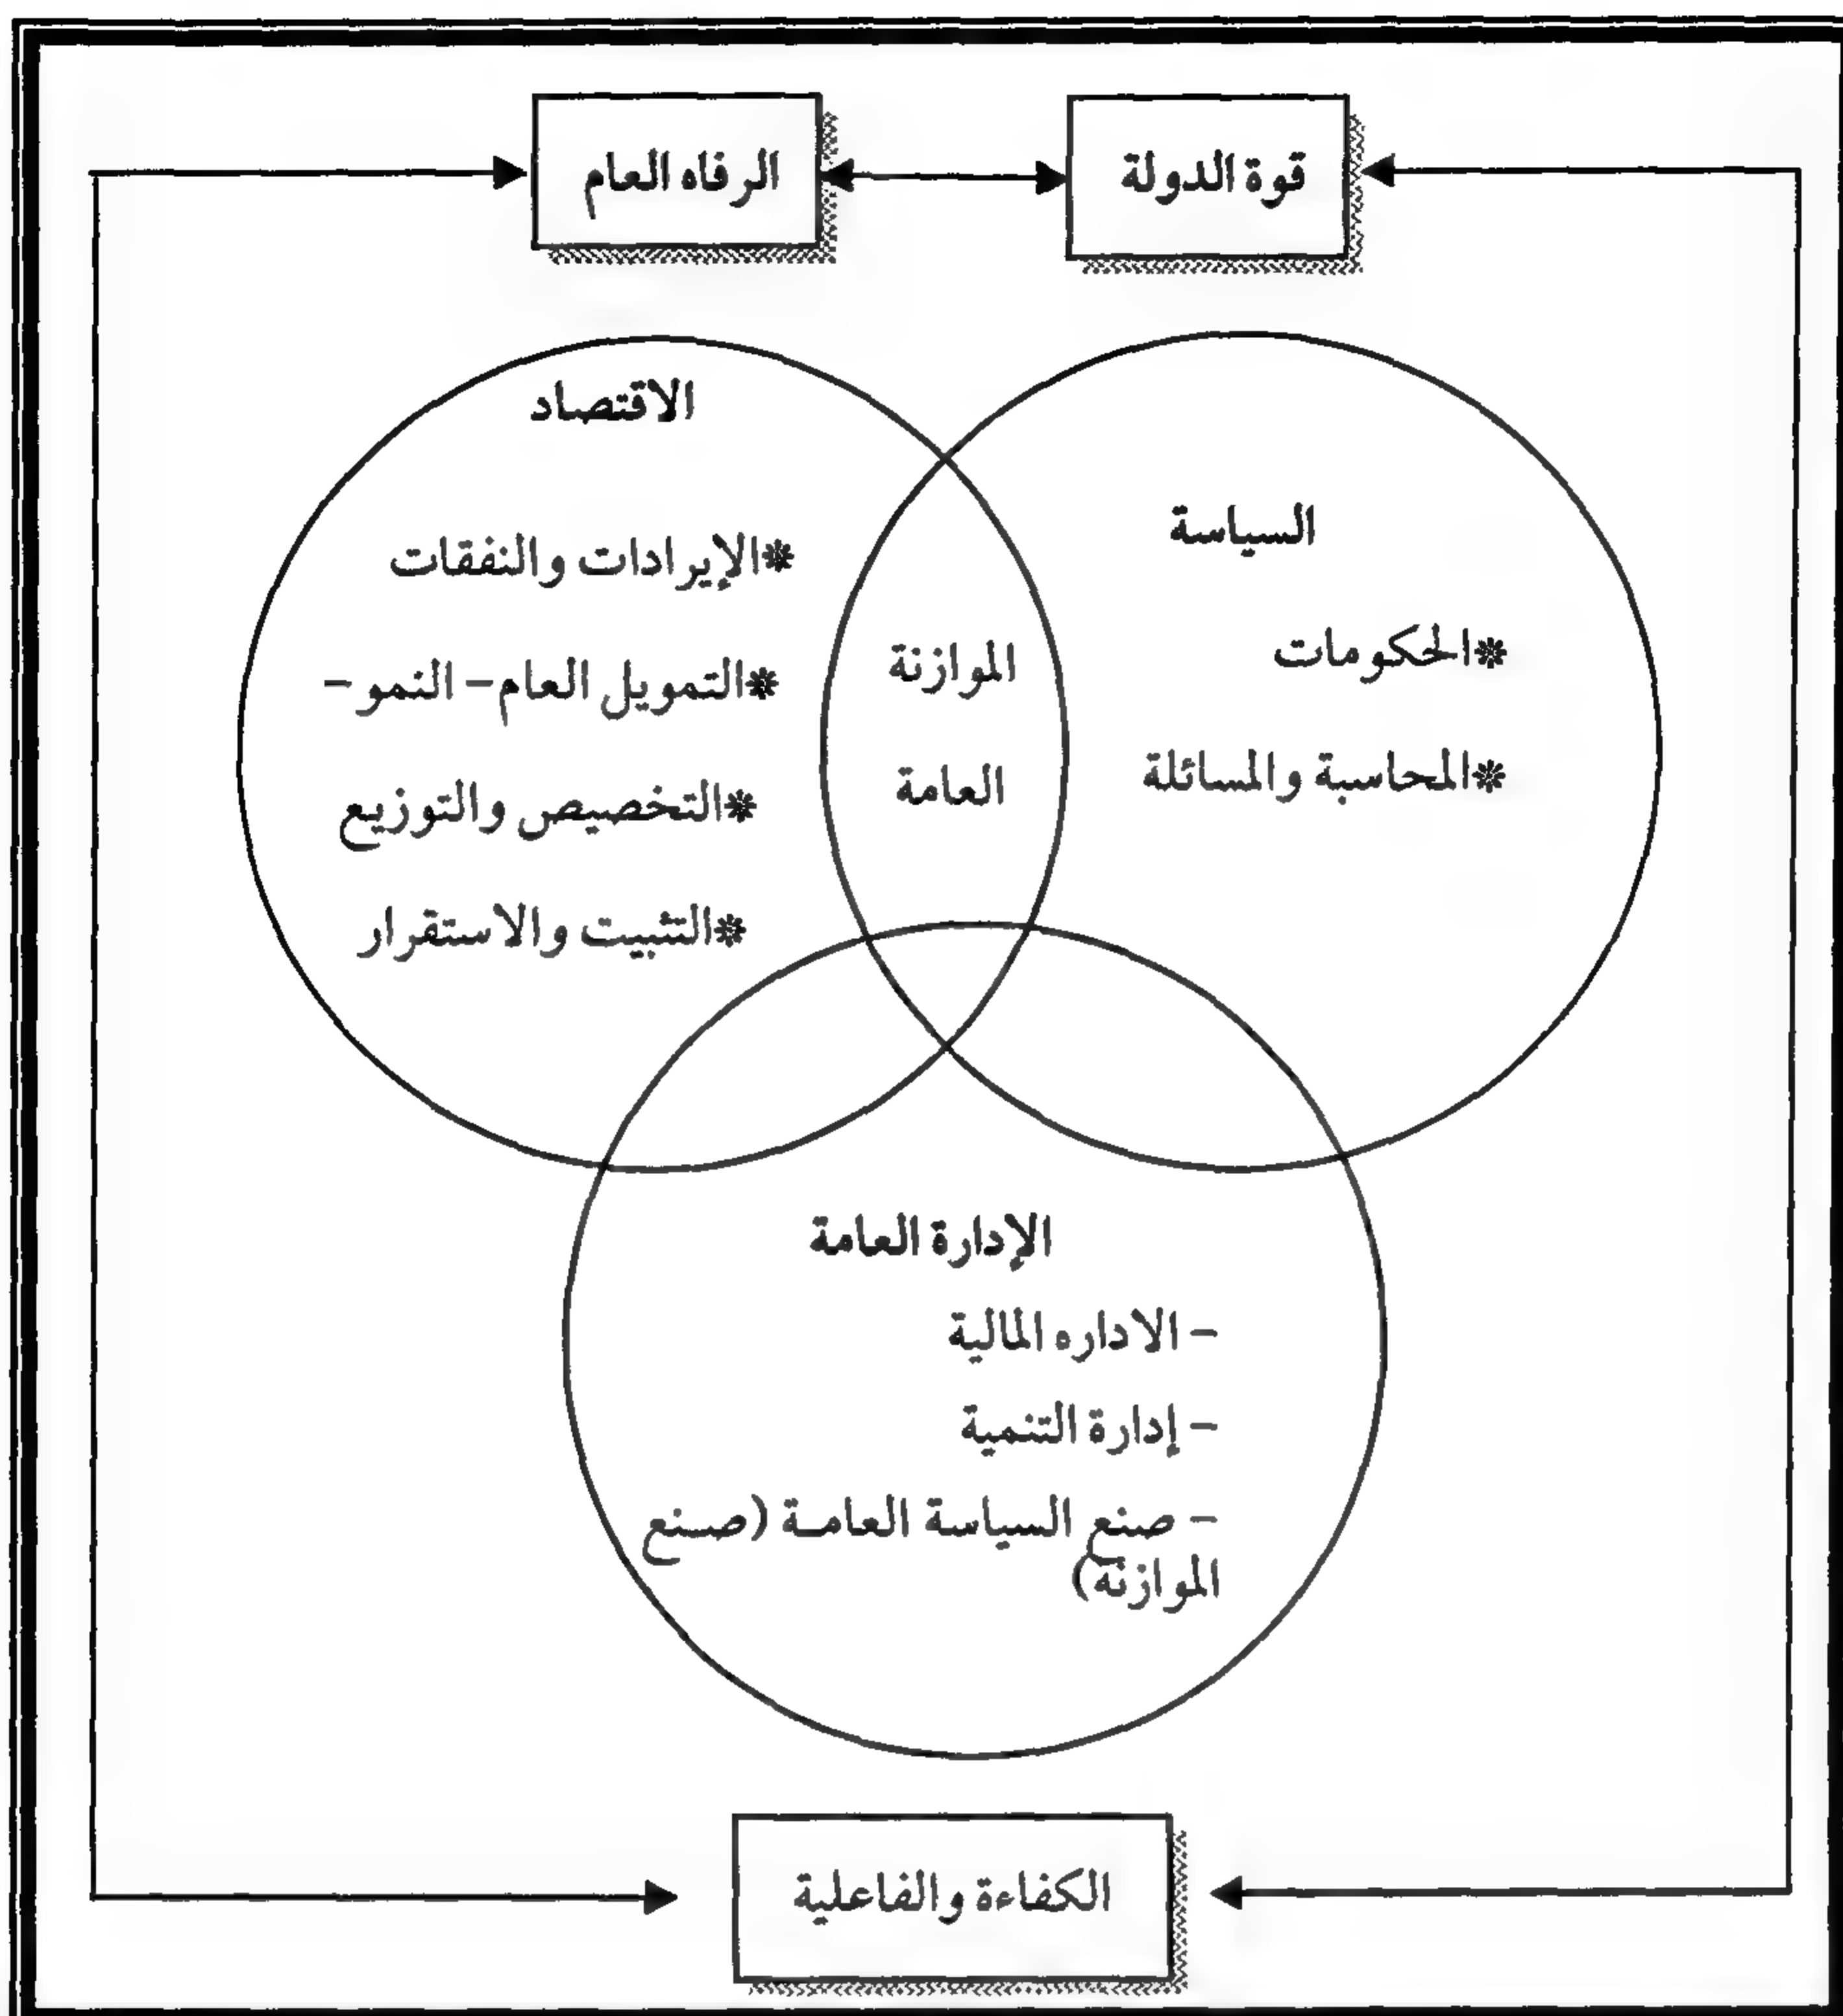 قوة الدولة
الرفاه العام
السياسة
*الحكومات
*المحاسبة والمسائلة
الاقتصاد
*الإيرادات والنفقات
*التمويل العام– النمو–
*التخصيص والتوزيع
*التثبيت والاستقرار
الموازنة
العامة
الإدارة العامة
– الاداره المالية
– إدارة التنمية
– صنع السياسة العامة (صنع
الموازنة)
الكفاءة والفاعلية